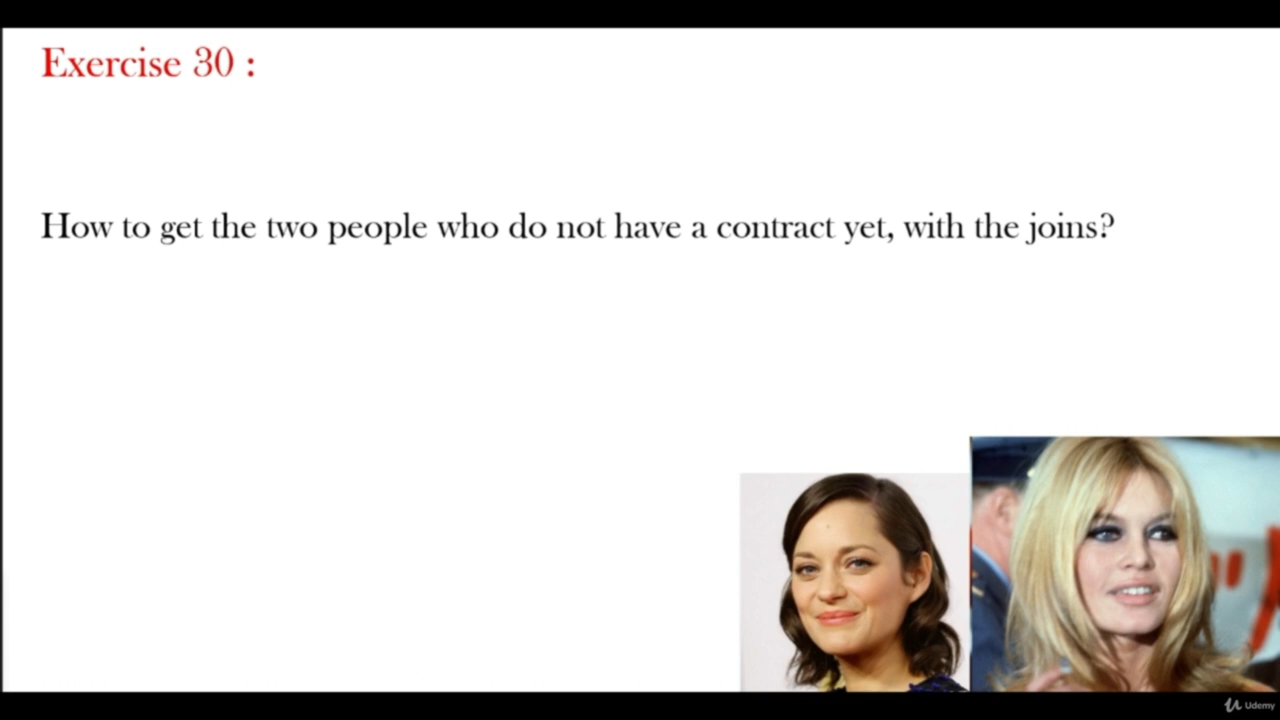 Exercise 30 :
How to get the two people who do not have a contract yet, with the joins?
Udemy